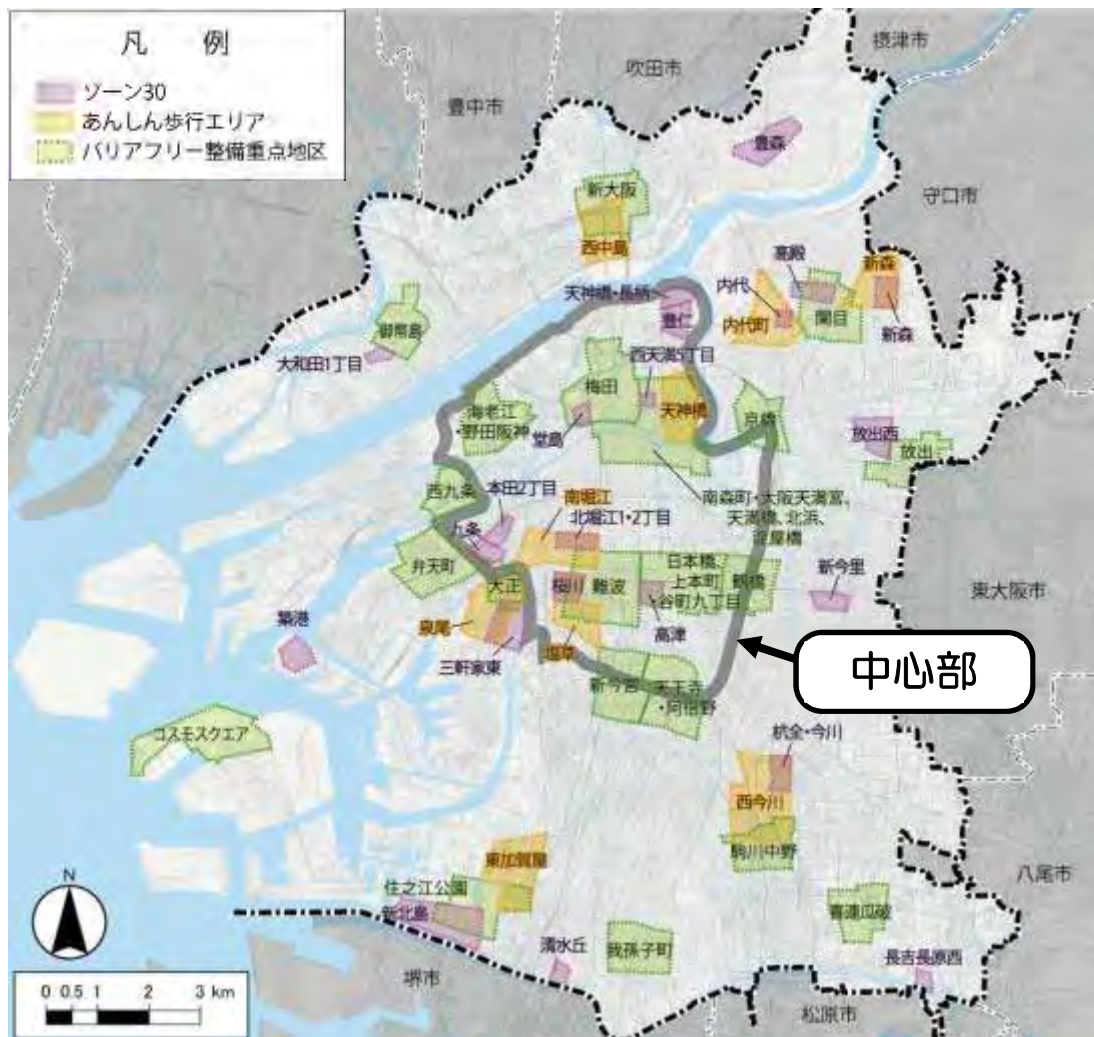 凡 例
ゾーン30
あんしん歩行エリア
バリアフリー整備重点地区
摂津市
吹田市
豊中市
豊森
守口市
新大阪
西中島
高殿
新森
天神橋・長柄
内代
関目
豊仁
内代町
新森
御幣島
大和田1丁目
西天満5丁目
梅田
天神橋
京橋
海老江
・野田阪神
堂島
放出西
放出
西九条
本田2丁目
南堀江
北堀江1・2丁目
南森町・大阪天満宮、
天満橋、北浜、
淀屋橋
九条
弁天町
大正
桜川
難波
日本橋、
上本町
・谷町九丁目
鶴橋
新今里
東大阪市
築港
泉尾
三軒家東
塩草
高津
中心部
新今宮
天王寺
・阿倍野
コスモスクエア
杭全・今川
西今川
駒川中野
東加賀屋
住之江公園
新北島
八尾市
喜連瓜破
清水丘
我孫子町
長吉長原西
N
堺市
松原市
0 0.5 1 2 3 km